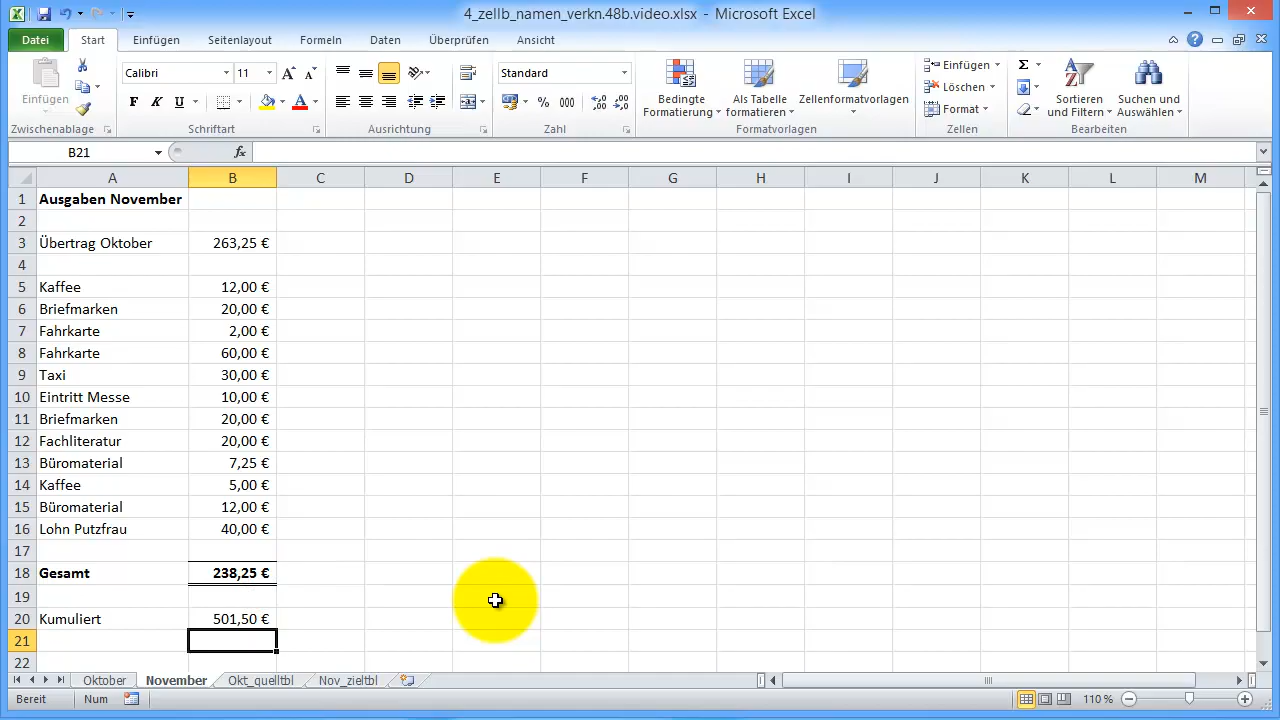 4_zellb_namen_verkn.48b.video.xlsx - Microsoft Excel
Datei Start Einfügen Seitenlayout Formeln Daten Überprüfen Ansicht
Einfügen
Zwischenablage
Calibri 11
F K U
Schriftart
Ausrichtung
Standard
% 000
Zahl
Bedingte Formatierung
Als Tabelle formatieren
Zellenformatvorlagen
Formatvorlagen
Einfügen
Löschen
Format
Zellen
Sortieren und Filtern
Suchen und Auswählen
Bearbeiten
B21 fx
A B C D E F G H I J K L M
1 Ausgaben November
2
3 Übertrag Oktober 263,25 €
4
5 Kaffee 12,00 €
6 Briefmarken 20,00 €
7 Fahrkarte 2,00 €
8 Fahrkarte 60,00 €
9 Taxi 30,00 €
10 Eintritt Messe 10,00 €
11 Briefmarken 20,00 €
12 Fachliteratur 20,00 €
13 Büromaterial 7,25 €
14 Kaffee 5,00 €
15 Büromaterial 12,00 €
16 Lohn Putzfrau 40,00 €
17
18 Gesamt 238,25 €
19
20 Kumuliert 501,50 €
21
22
Oktober November Okt_quelltbl Nov_zieltbl
Bereit Num 110 %